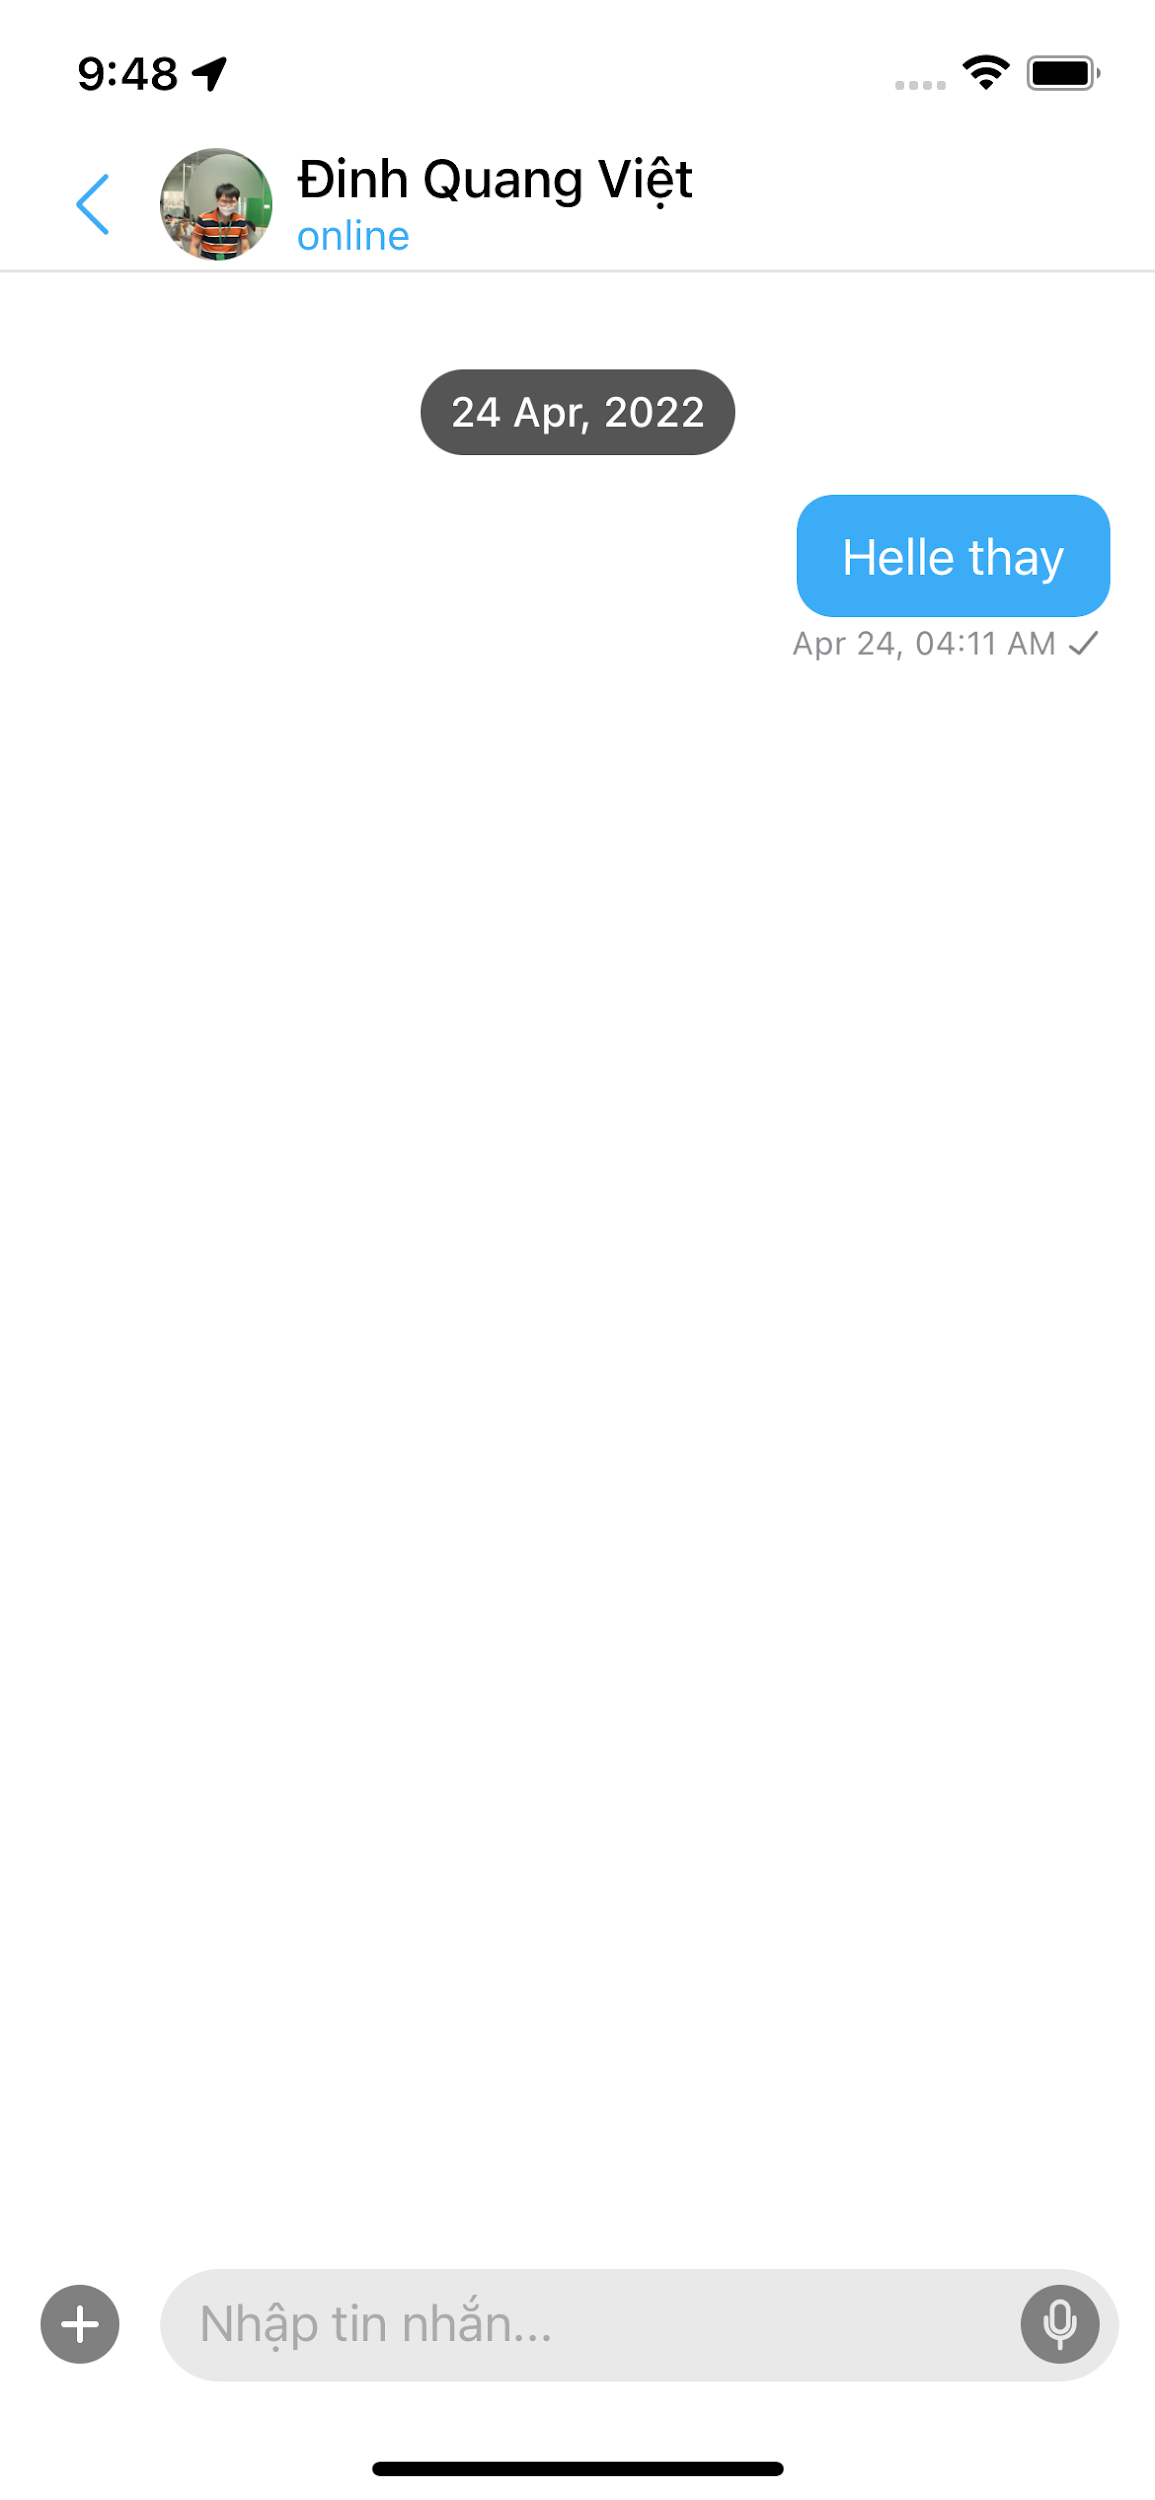 9:48
Đinh Quang Việt
online
24 Apr, 2022
Helle thay
Apr 24, 04:11 AM
Nhập tin nhắn...